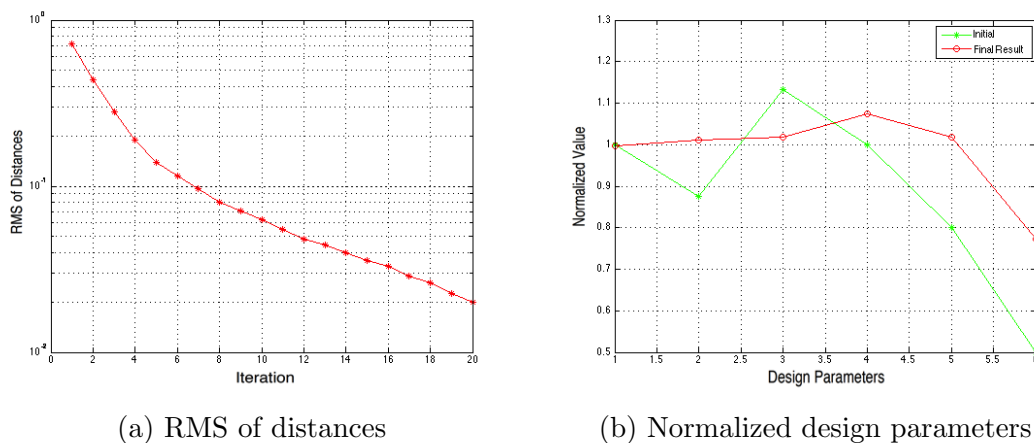 10^0
10^-1
10^-2
RMS of Distances
0 2 4 6 8 10 12 14 16 18 20
Iteration
(a) RMS of distances
1.3
1.2
1.1
1
0.9
0.8
0.7
0.6
0.5
Normalized Value
Initial
Final Result
1 1.5 2 2.5 3 3.5 4 4.5 5 5.5
Design Parameters
(b) Normalized design parameters